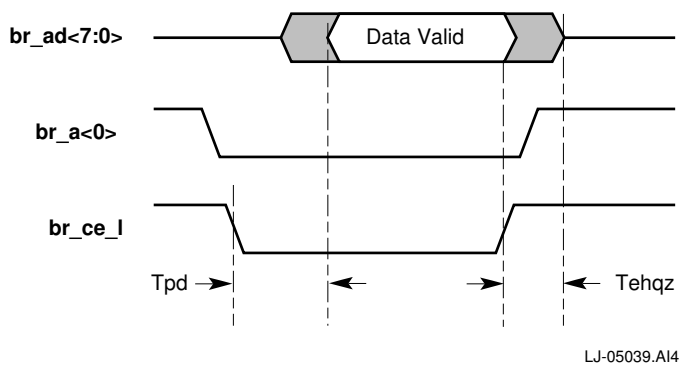 br_ad<7:0>
Data Valid
br_a<0>
br_ce_l
Tpd
Tehqz
LJ-05039.AI4